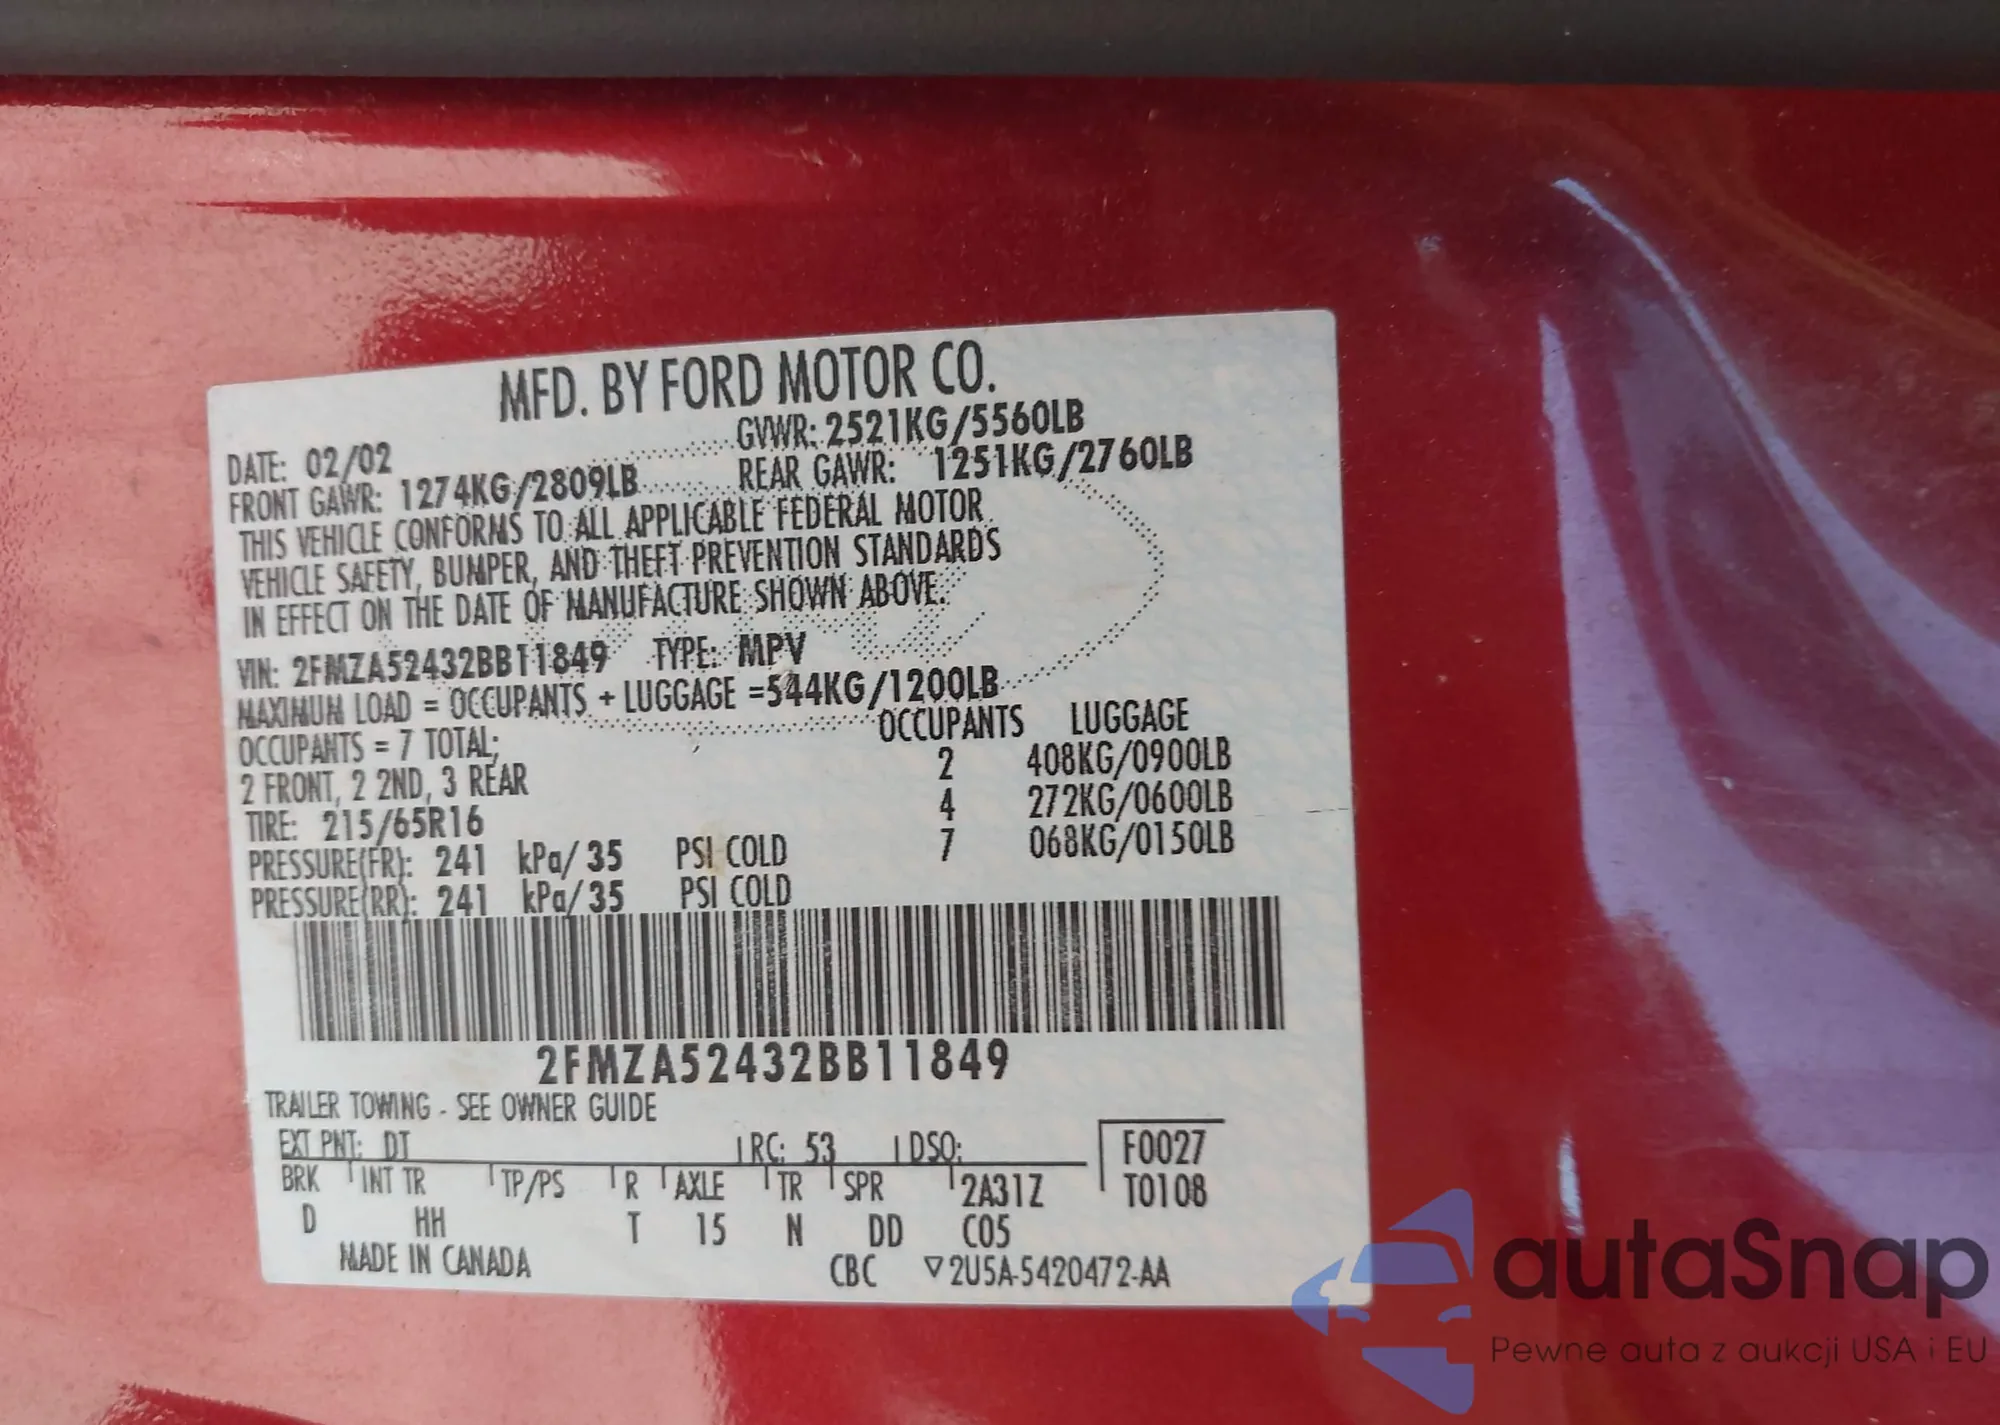 MFD. BY FORD MOTOR CO.
DATE: 02/02 GVWR: 2521KG/5560LB
FRONT GAWR: 1274KG/2809LB REAR GAWR: 1251KG/2760LB
THIS VEHICLE CONFORMS TO ALL APPLICABLE FEDERAL MOTOR
VEHICLE SAFETY, BUMPER, AND THEFT PREVENTION STANDARDS
IN EFFECT ON THE DATE OF MANUFACTURE SHOWN ABOVE.
VIN: 2FMZA52432BB11849 TYPE: MPV
MAXIMUM LOAD = OCCUPANTS + LUGGAGE =544KG/1200LB
OCCUPANTS = 7 TOTAL; OCCUPANTS LUGGAGE
2 FRONT, 2 2ND, 3 REAR 2 408KG/0900LB
TIRE: 215/65R16 4 272KG/0600LB
PRESSURE(FR): 241 kPa/35 PSI COLD 7 068KG/0150LB
PRESSURE(RR): 241 kPa/35 PSI COLD
2FMZA52432BB11849
TRAILER TOWING - SEE OWNER GUIDE
EXT PNT: DT RC: 53 DSO: F0027
BRK INT TR TP/PS R AXLE TR SPR 2A31Z T0108
D HH T 15 N DD C05
MADE IN CANADA CBC ▽2U5A-5420472-AA
autaSnap
Pewne auta z aukcji USA i EU